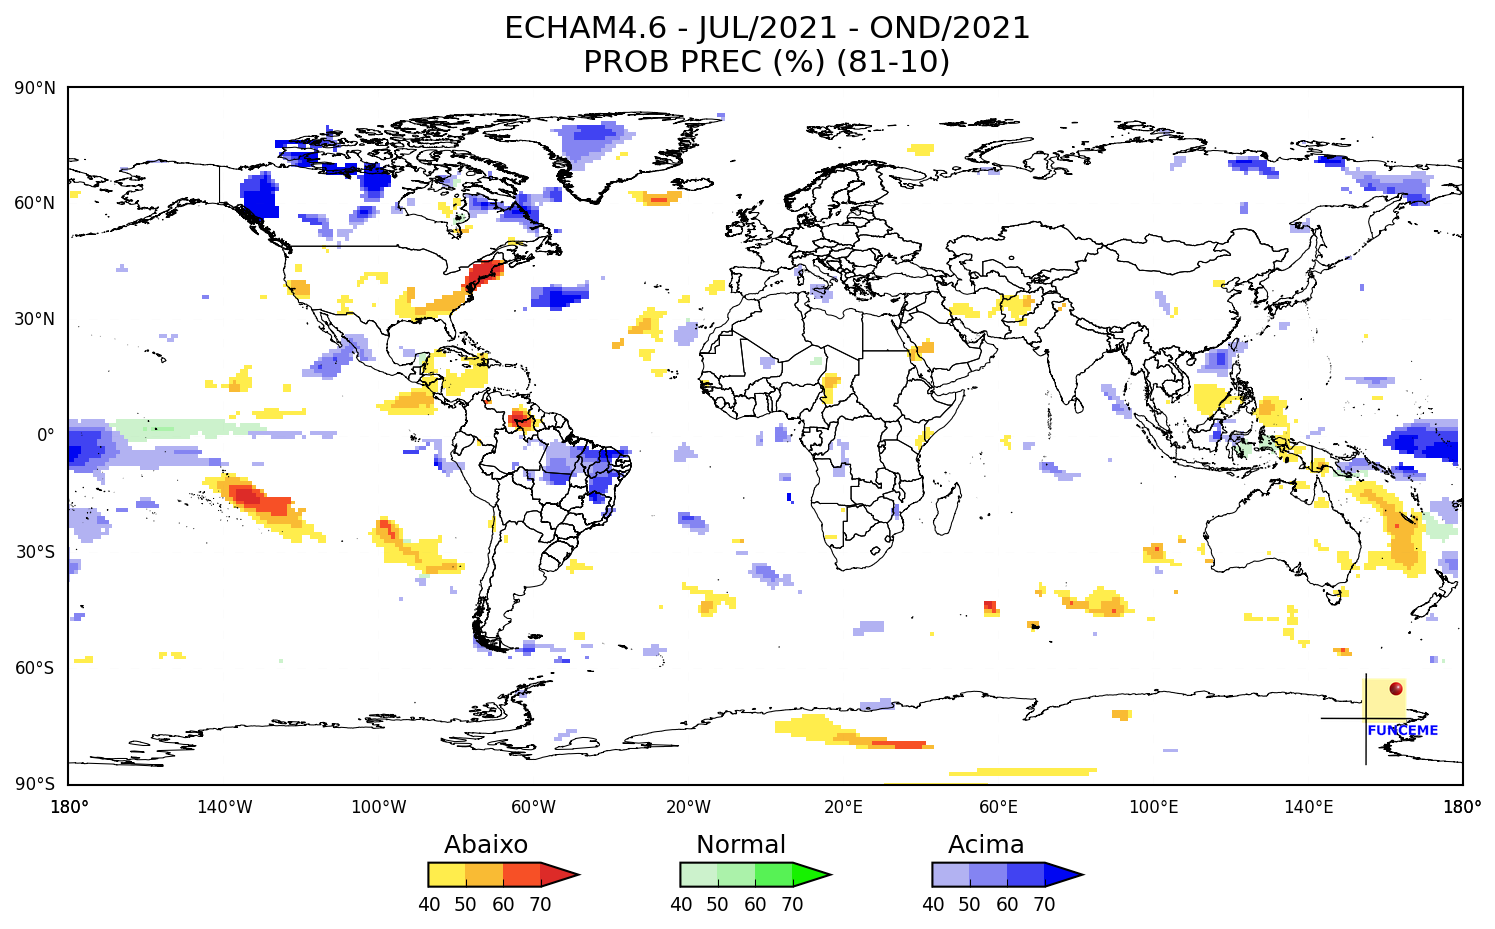 ECHAM4.6 - JUL/2021 - OND/2021
PROB PREC (%) (81-10)
90°N
60°N
30°N
0°
30°S
60°S
90°S
FUNCEME
180° 140°W 100°W 60°W 20°W 20°E 60°E 100°E 140°E 180°
Abaixo Normal Acima
40 50 60 70 40 50 60 70 40 50 60 70